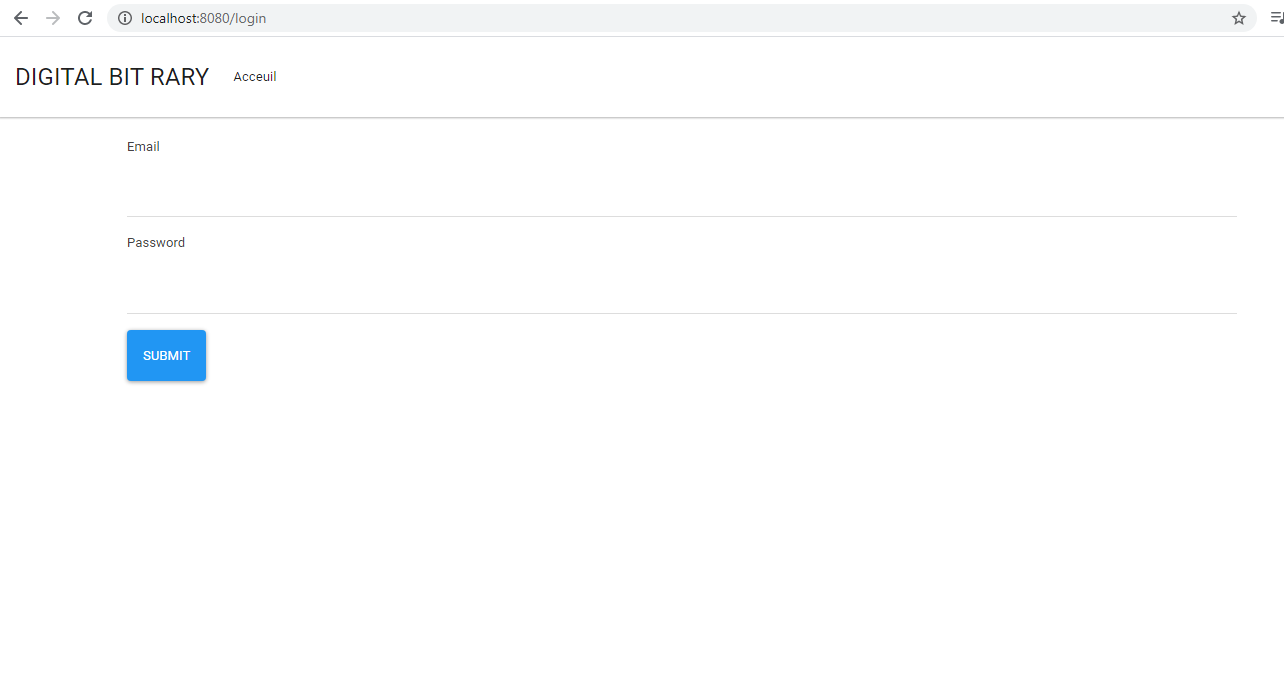 localhost:8080/login
DIGITAL BIT RARY Acceuil
Email
Password
SUBMIT